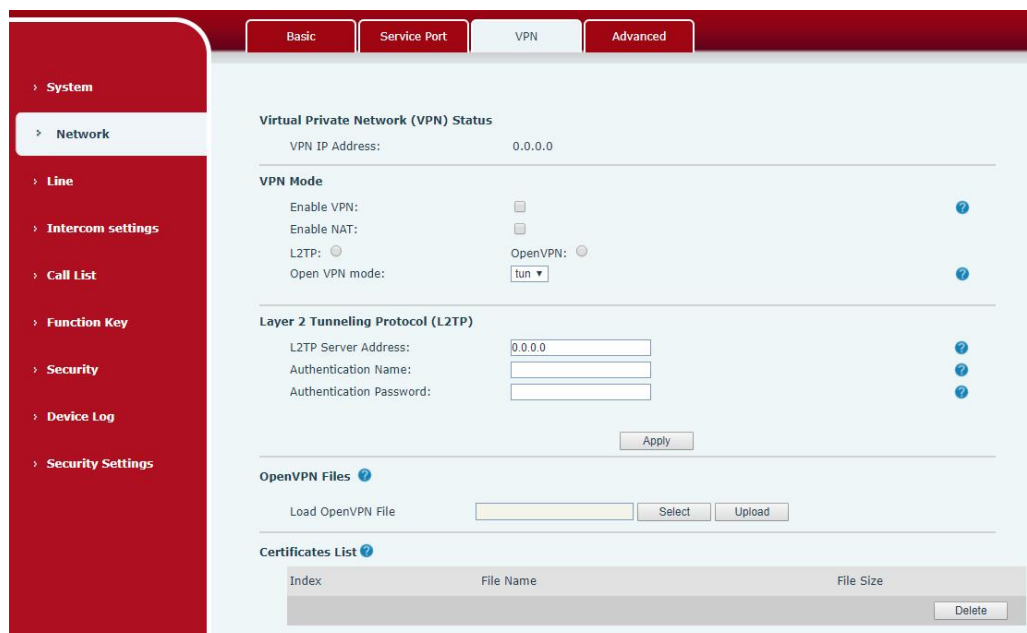 Basic Service Port VPN Advanced
System
Network
Line
Intercom settings
Call List
Function Key
Security
Device Log
Security Settings
Virtual Private Network (VPN) Status
VPN IP Address: 0.0.0.0
VPN Mode
Enable VPN: ?
Enable NAT:
L2TP: OpenVPN:
Open VPN mode: tun ?
Layer 2 Tunneling Protocol (L2TP)
L2TP Server Address: 0.0.0.0 ?
Authentication Name: ?
Authentication Password: ?
Apply
OpenVPN Files ?
Load OpenVPN File Select Upload
Certificates List ?
Index File Name File Size
Delete